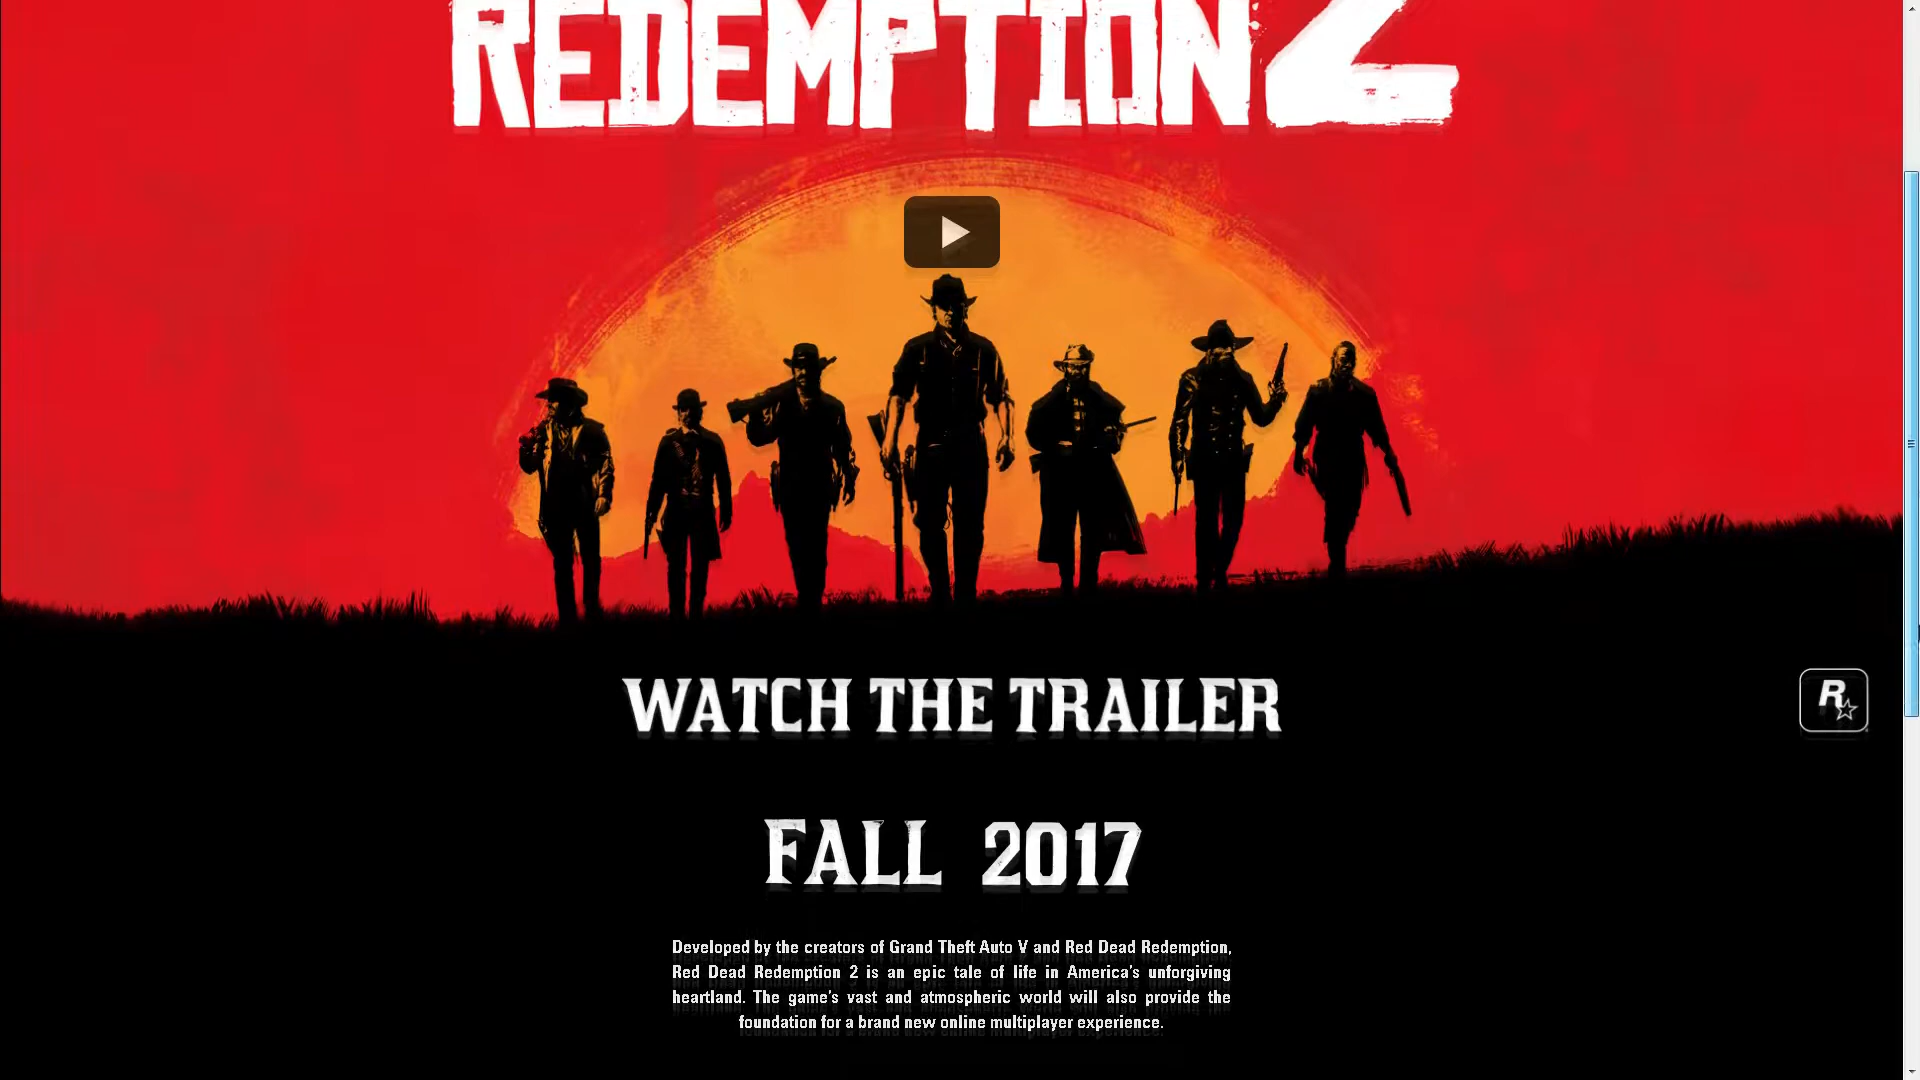 REDEMPTION 2
WATCH THE TRAILER
FALL 2017
Developed by the creators of Grand Theft Auto V and Red Dead Redemption,
Red Dead Redemption 2 is an epic tale of life in America's unforgiving
heartland. The game's vast and atmospheric world will also provide the
foundation for a brand new online multiplayer experience.
R